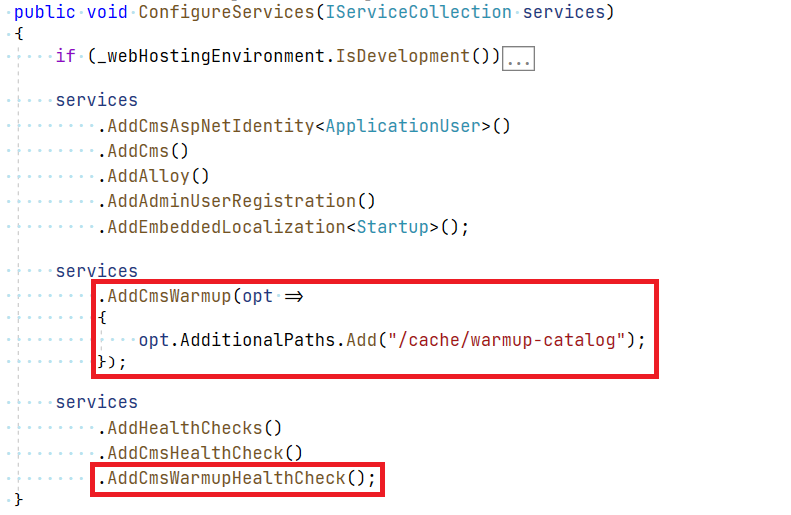 public void ConfigureServices(IServiceCollection services)
{
if (_webHostingEnvironment.IsDevelopment())...
services
.AddCmsAspNetIdentity<ApplicationUser>()
.AddCms()
.AddAlloy()
.AddAdminUserRegistration()
.AddEmbeddedLocalization<Startup>();
services
.AddCmsWarmup(opt =>
{
opt.AdditionalPaths.Add("/cache/warmup-catalog");
});
services
.AddHealthChecks()
.AddCmsHealthCheck()
.AddCmsWarmupHealthCheck();
}